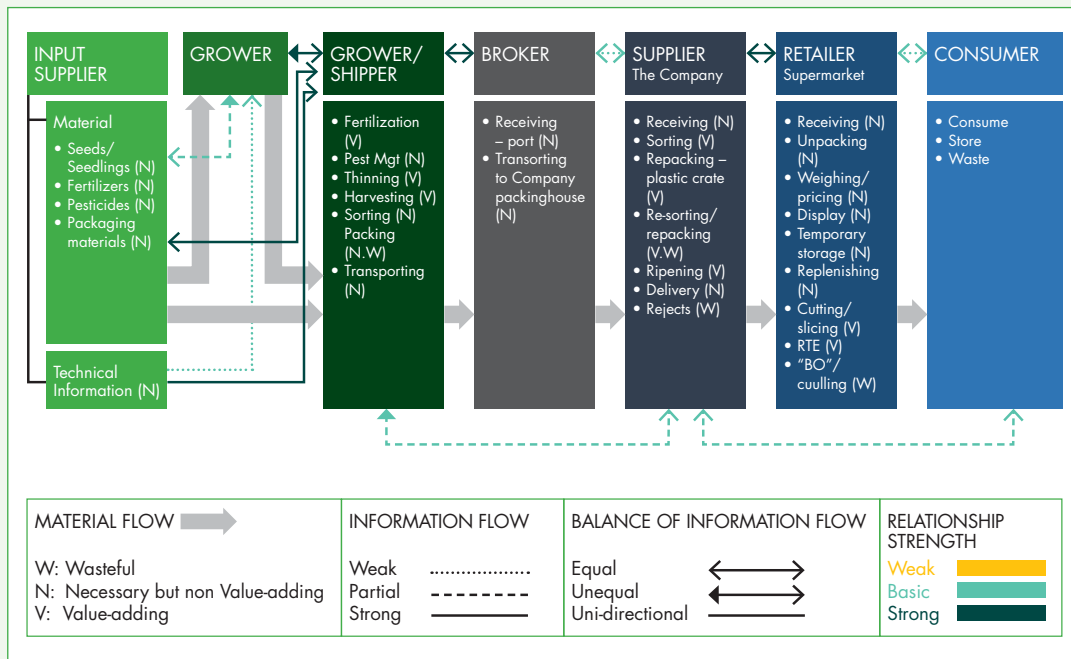 INPUT
SUPPLIER
GROWER
GROWER/
SHIPPER
BROKER
SUPPLIER
The Company
RETAILER
Supermarket
CONSUMER
Material
• Seeds/
Seedlings (N)
• Fertilizers (N)
• Pesticides (N)
• Packaging
materials (N)
Technical
Information (N)
• Fertilization
(V)
• Pest Mgt (N)
• Thinning (V)
• Harvesting (V)
• Sorting (N)
Packing
(N.W)
• Transporting
(N)
• Receiving
– port (N)
• Transorting
to Company
packinghouse
(N)
• Receiving (N)
• Sorting (V)
• Repacking –
plastic crate
(V)
• Re-sorting/
repacking
(V.W)
• Ripening (V)
• Delivery (N)
• Rejects (W)
• Receiving (N)
• Unpacking
(N)
• Weighing/
pricing (N)
• Display (N)
• Temporary
storage (N)
• Replenishing
(N)
• Cutting/
slicing (V)
• RTE (V)
• “BO”/
cuulling (W)
• Consume
• Store
• Waste
MATERIAL FLOW
W: Wasteful
N: Necessary but non Value-adding
V: Value-adding
INFORMATION FLOW
Weak
Partial
Strong
BALANCE OF INFORMATION FLOW
Equal
Unequal
Uni-directional
RELATIONSHIP
STRENGTH
Weak
Basic
Strong